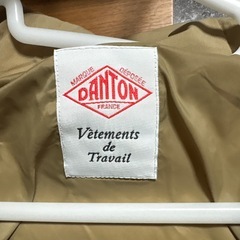 MARQUE DÉPOSÉE
DANTON
FRANCE
Vêtements
de
Travail